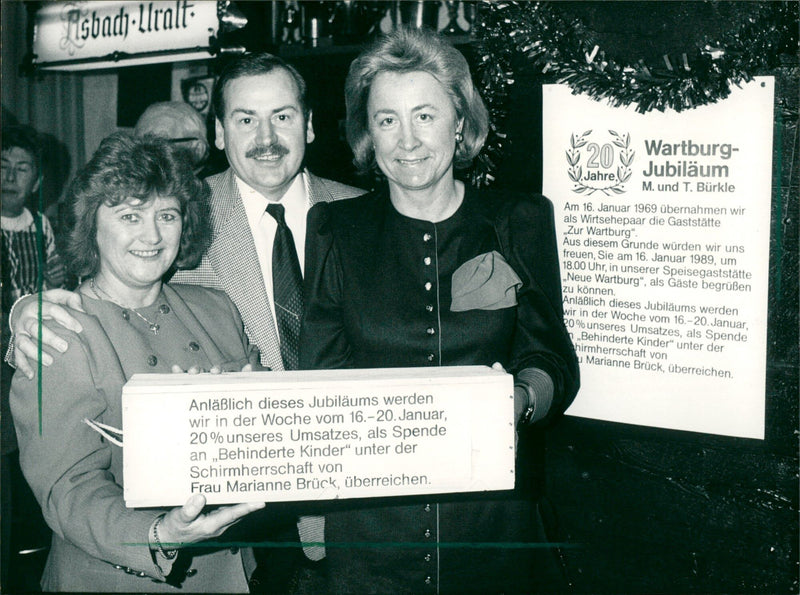 Asbach·Uralt·
20
Jahre
Wartburg-
Jubiläum
M. und T. Bürkle
Am 16. Januar 1969 übernahmen wir
als Wirtsehepaar die Gaststätte
„Zur Wartburg".
Aus diesem Grunde würden wir uns
freuen, Sie am 16. Januar 1989, um
18.00 Uhr, in unserer Speisegaststätte
„Neue Wartburg", als Gäste begrüßen
zu können.
Anläßlich dieses Jubiläums werden
wir in der Woche vom 16.-20. Januar,
20% unseres Umsatzes, als Spende
an „Behinderte Kinder" unter der
Schirmherrschaft von
Frau Marianne Brück, überreichen.
Anläßlich dieses Jubiläums werden
wir in der Woche vom 16.-20. Januar,
20% unseres Umsatzes, als Spende
an „Behinderte Kinder" unter der
Schirmherrschaft von
Frau Marianne Brück, überreichen.